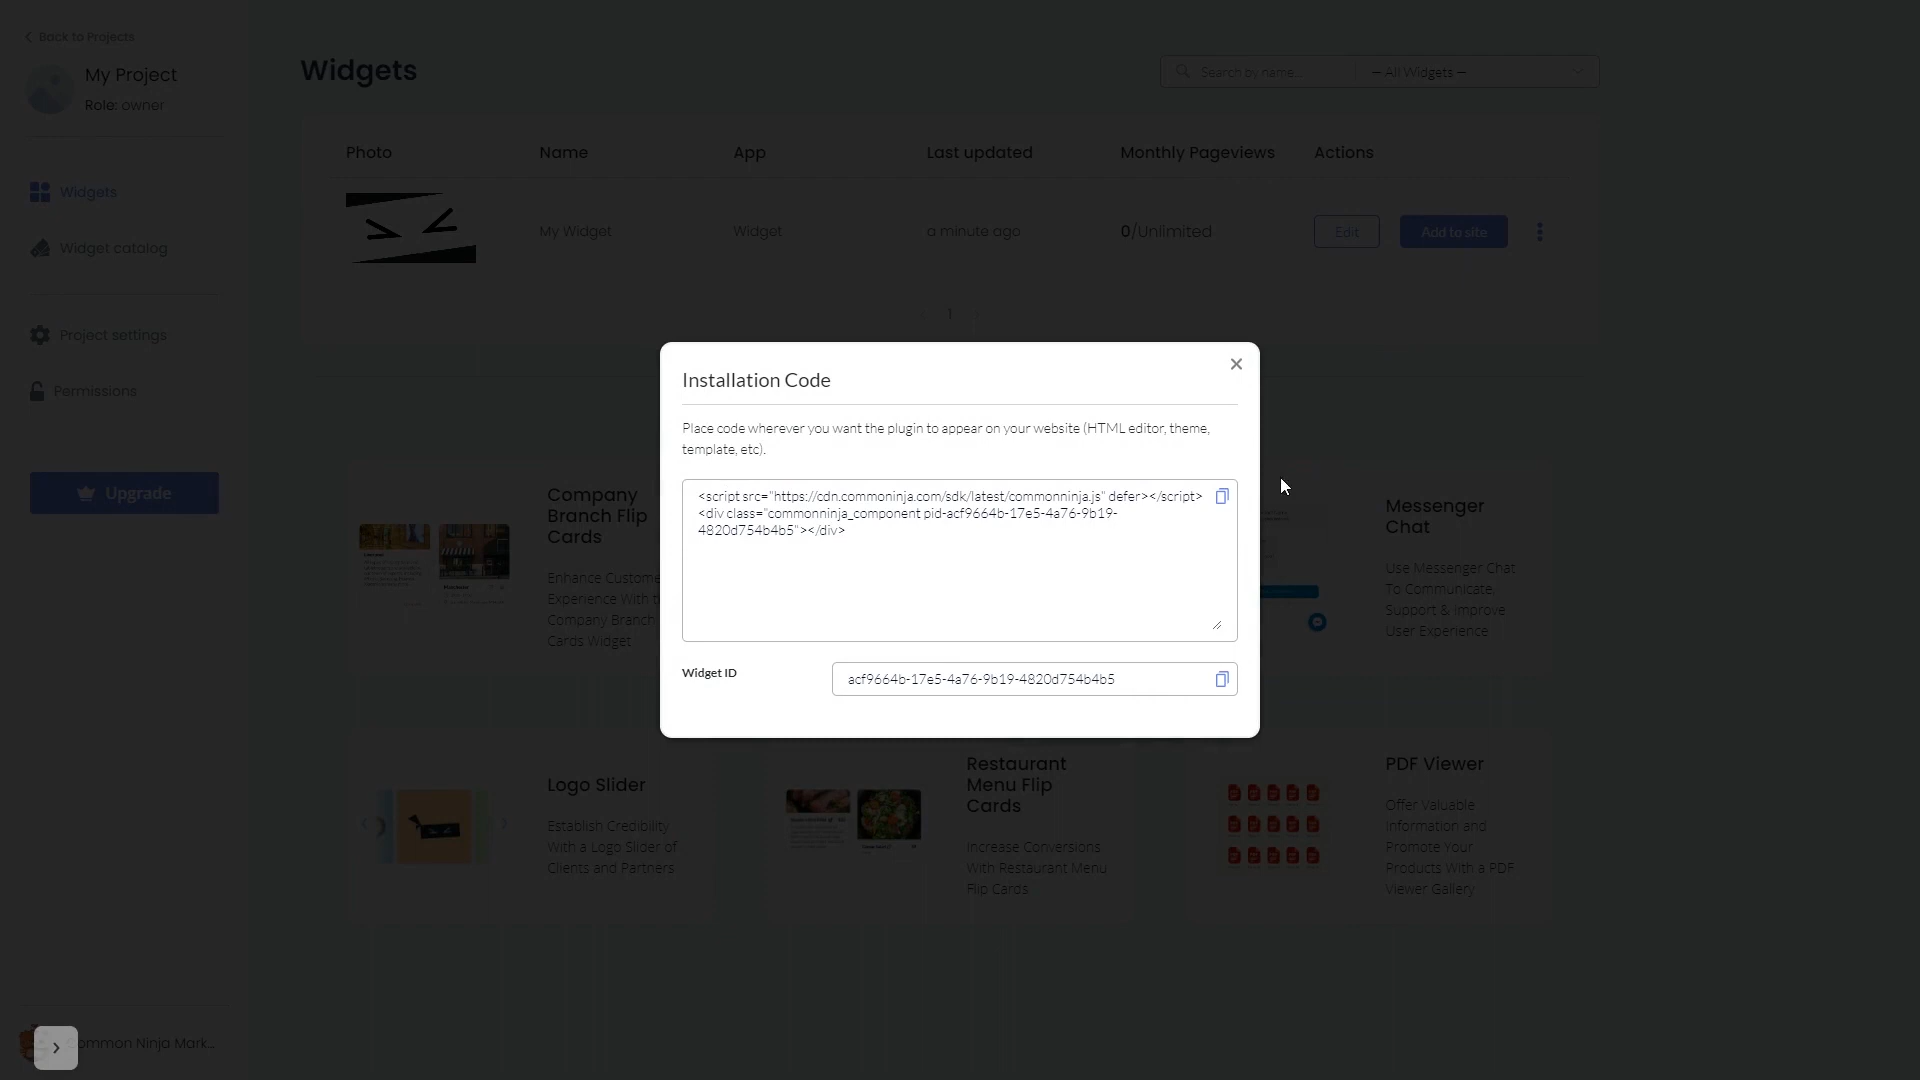 Back to Projects
My Project
Role: owner
Widgets
Widget catalog
Project settings
Permissions
Upgrade
Common Ninja Mark...
Widgets
Search by name...
— All Widgets —
Photo
Name
App
Last updated
Monthly Pageviews
Actions
My Widget
Widget
a minute ago
0/Unlimited
Edit
Add to site
1
Installation Code
Place code wherever you want the plugin to appear on your website (HTML editor, theme,
template, etc).
<script src="https://cdn.commoninja.com/sdk/latest/commonninja.js" defer></script>
<div class="commonninja_component pid-acf9664b-17e5-4a76-9b19-
4820d754b4b5"></div>
Widget ID
acf9664b-17e5-4a76-9b19-4820d754b4b5
Company
Branch Flip
Cards
Enhance Custome
Experience With
Company Branch
Cards Widget
Messenger
Chat
Use Messenger Chat
To Communicate,
Support & Improve
User Experience
Logo Slider
Establish Credibility
With a Logo Slider of
Clients and Partners
Restaurant
Menu Flip
Cards
Increase Conversions
With Restaurant Menu
Flip Cards
PDF Viewer
Offer Valuable
Information and
Promote Your
Products With a PDF
Viewer Gallery